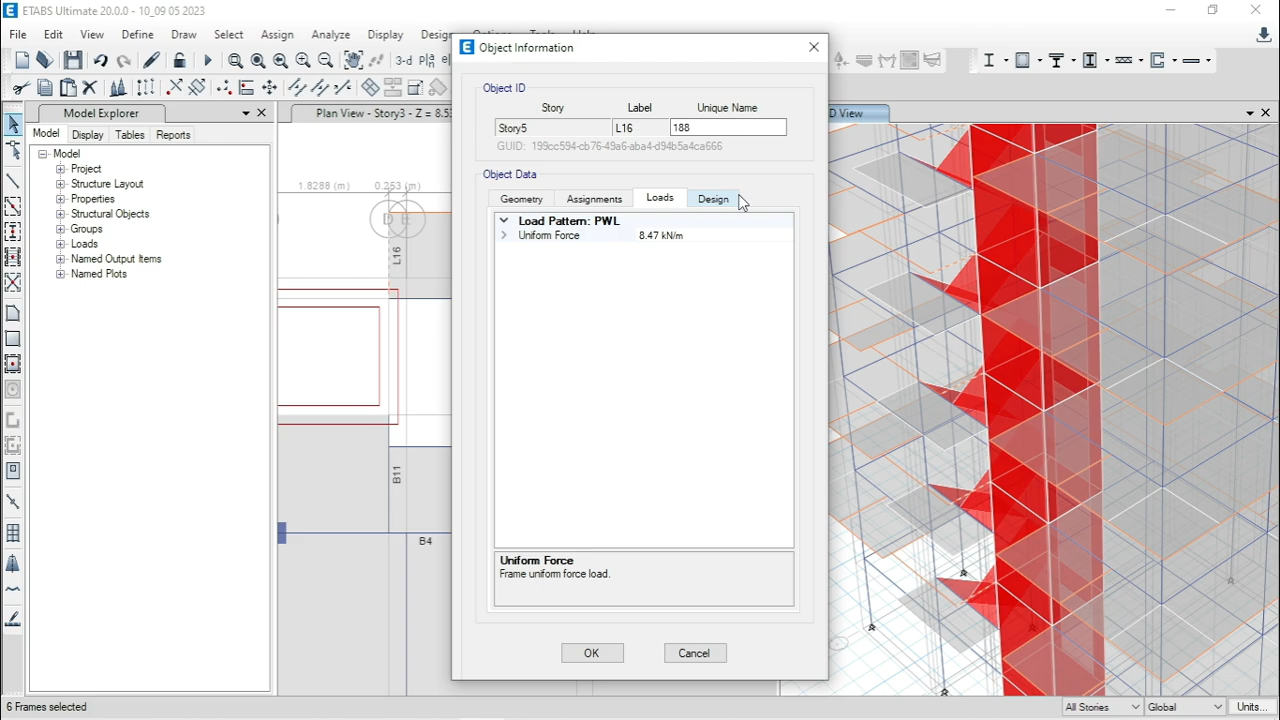 ETABS Ultimate 20.0.0 - 10_09 05 2023
File Edit View Define Draw Select Assign Analyze Display
Object Information
3-d
Model Explorer
Plan View - Story3 - Z = 8.53
D View
Model Display Tables Reports
Model
Project
Structure Layout
Properties
Structural Objects
Groups
Loads
Named Output Items
Named Plots
1.8288 (m) 0.253 (m)
D E
L16
B11
B4
Object ID
Story Label Unique Name
Story5 L16 188
GUID: 199cc594-cb76-49a6-aba4-d94b5a4ca666
Object Data
Geometry Assignments Loads Design
Load Pattern: PWL
Uniform Force 8.47 kN/m
Uniform Force
Frame uniform force load.
OK Cancel
6 Frames selected
All Stories Global Units...